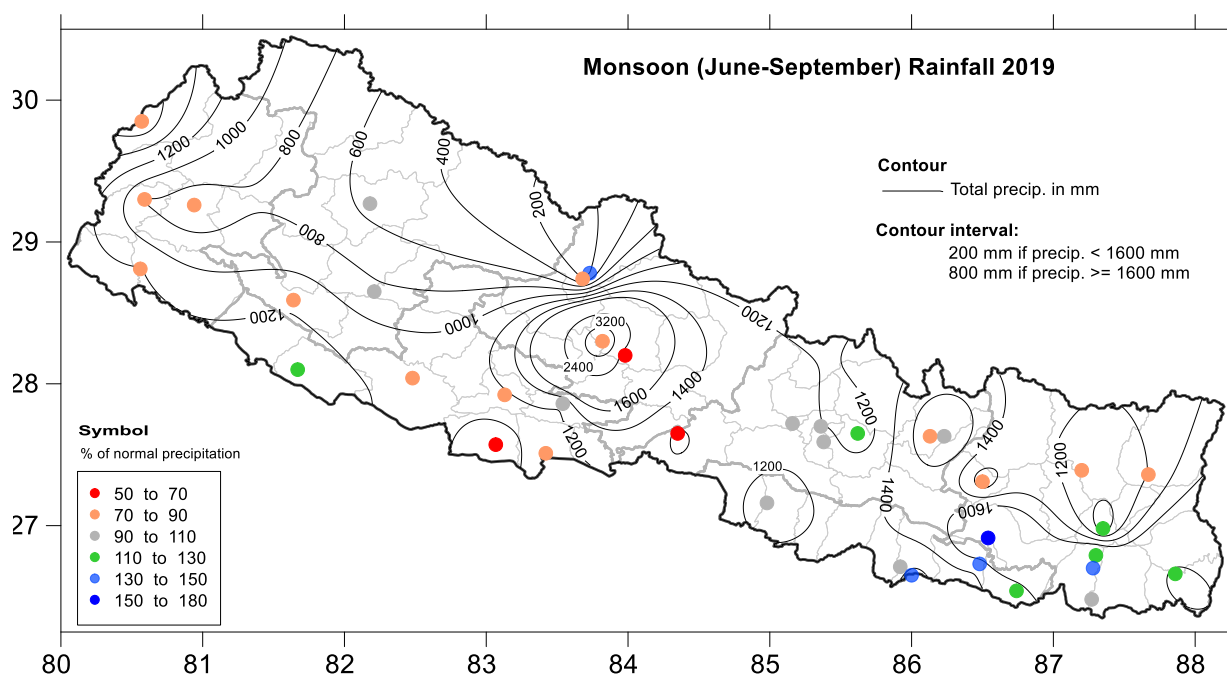 Monsoon (June-September) Rainfall 2019
30
29
28
27
1200
1000
800
600
400
200
800
1000
1200
1200
3200
2400
1600
1400
1200
1200
1200
1400
1400
1600
1200
Contour
Total precip. in mm
Contour interval:
200 mm if precip. < 1600 mm
800 mm if precip. >= 1600 mm
Symbol
% of normal precipitation
50 to 70
70 to 90
90 to 110
110 to 130
130 to 150
150 to 180
80 81 82 83 84 85 86 87 88